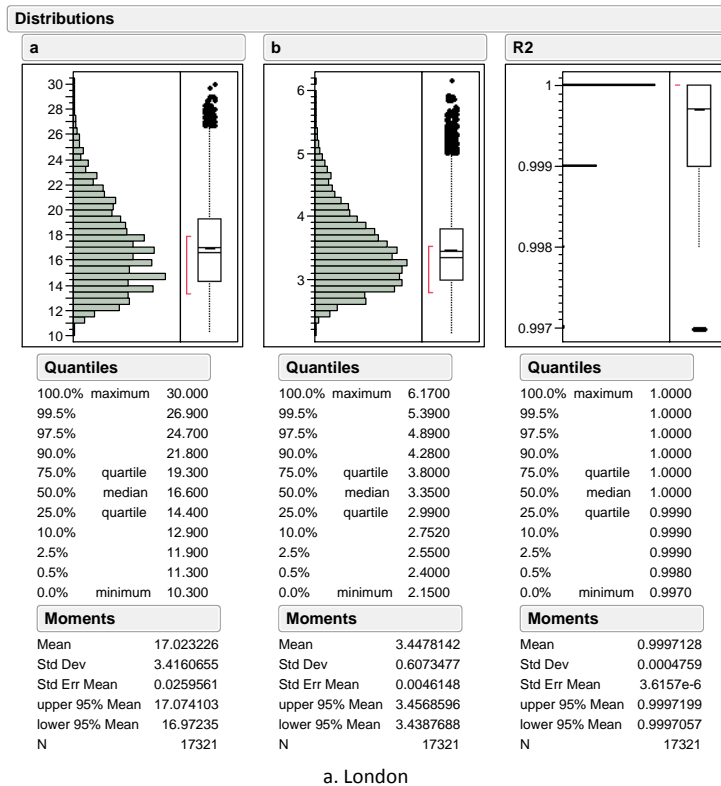 Distributions
a
b
R2
30
28
26
24
22
20
18
16
14
12
10
6
5
4
3
1
0.999
0.998
0.997
Quantiles
100.0% maximum 30.000
99.5% 26.900
97.5% 24.700
90.0% 21.800
75.0% quartile 19.300
50.0% median 16.600
25.0% quartile 14.400
10.0% 12.900
2.5% 11.900
0.5% 11.300
0.0% minimum 10.300
Moments
Mean 17.023226
Std Dev 3.4160655
Std Err Mean 0.0259561
upper 95% Mean 17.074103
lower 95% Mean 16.97235
N 17321
Quantiles
100.0% maximum 6.1700
99.5% 5.3900
97.5% 4.8900
90.0% 4.2800
75.0% quartile 3.8000
50.0% median 3.3500
25.0% quartile 2.9900
10.0% 2.7520
2.5% 2.5500
0.5% 2.4000
0.0% minimum 2.1500
Moments
Mean 3.4478142
Std Dev 0.6073477
Std Err Mean 0.0046148
upper 95% Mean 3.4568596
lower 95% Mean 3.4387688
N 17321
Quantiles
100.0% maximum 1.0000
99.5% 1.0000
97.5% 1.0000
90.0% 1.0000
75.0% quartile 1.0000
50.0% median 1.0000
25.0% quartile 0.9990
10.0% 0.9990
2.5% 0.9990
0.5% 0.9980
0.0% minimum 0.9970
Moments
Mean 0.9997128
Std Dev 0.0004759
Std Err Mean 3.6157e-6
upper 95% Mean 0.9997199
lower 95% Mean 0.9997057
N 17321
a. London